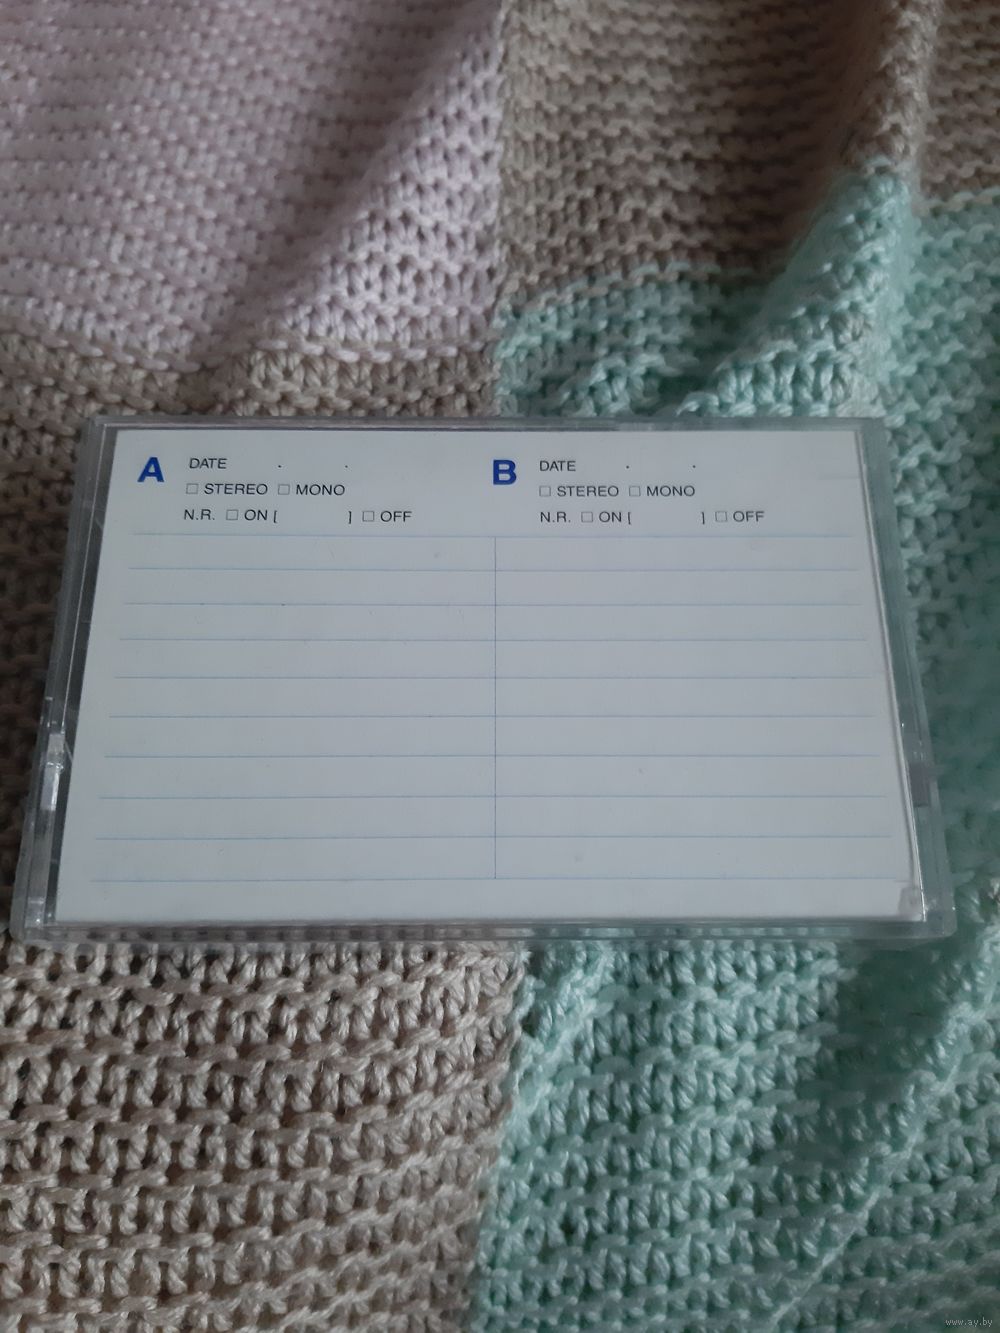 A DATE . .
□ STEREO □ MONO
N.R. □ ON [ ] □ OFF
B DATE . .
□ STEREO □ MONO
N.R. □ ON [ ] □ OFF
www.ay.by